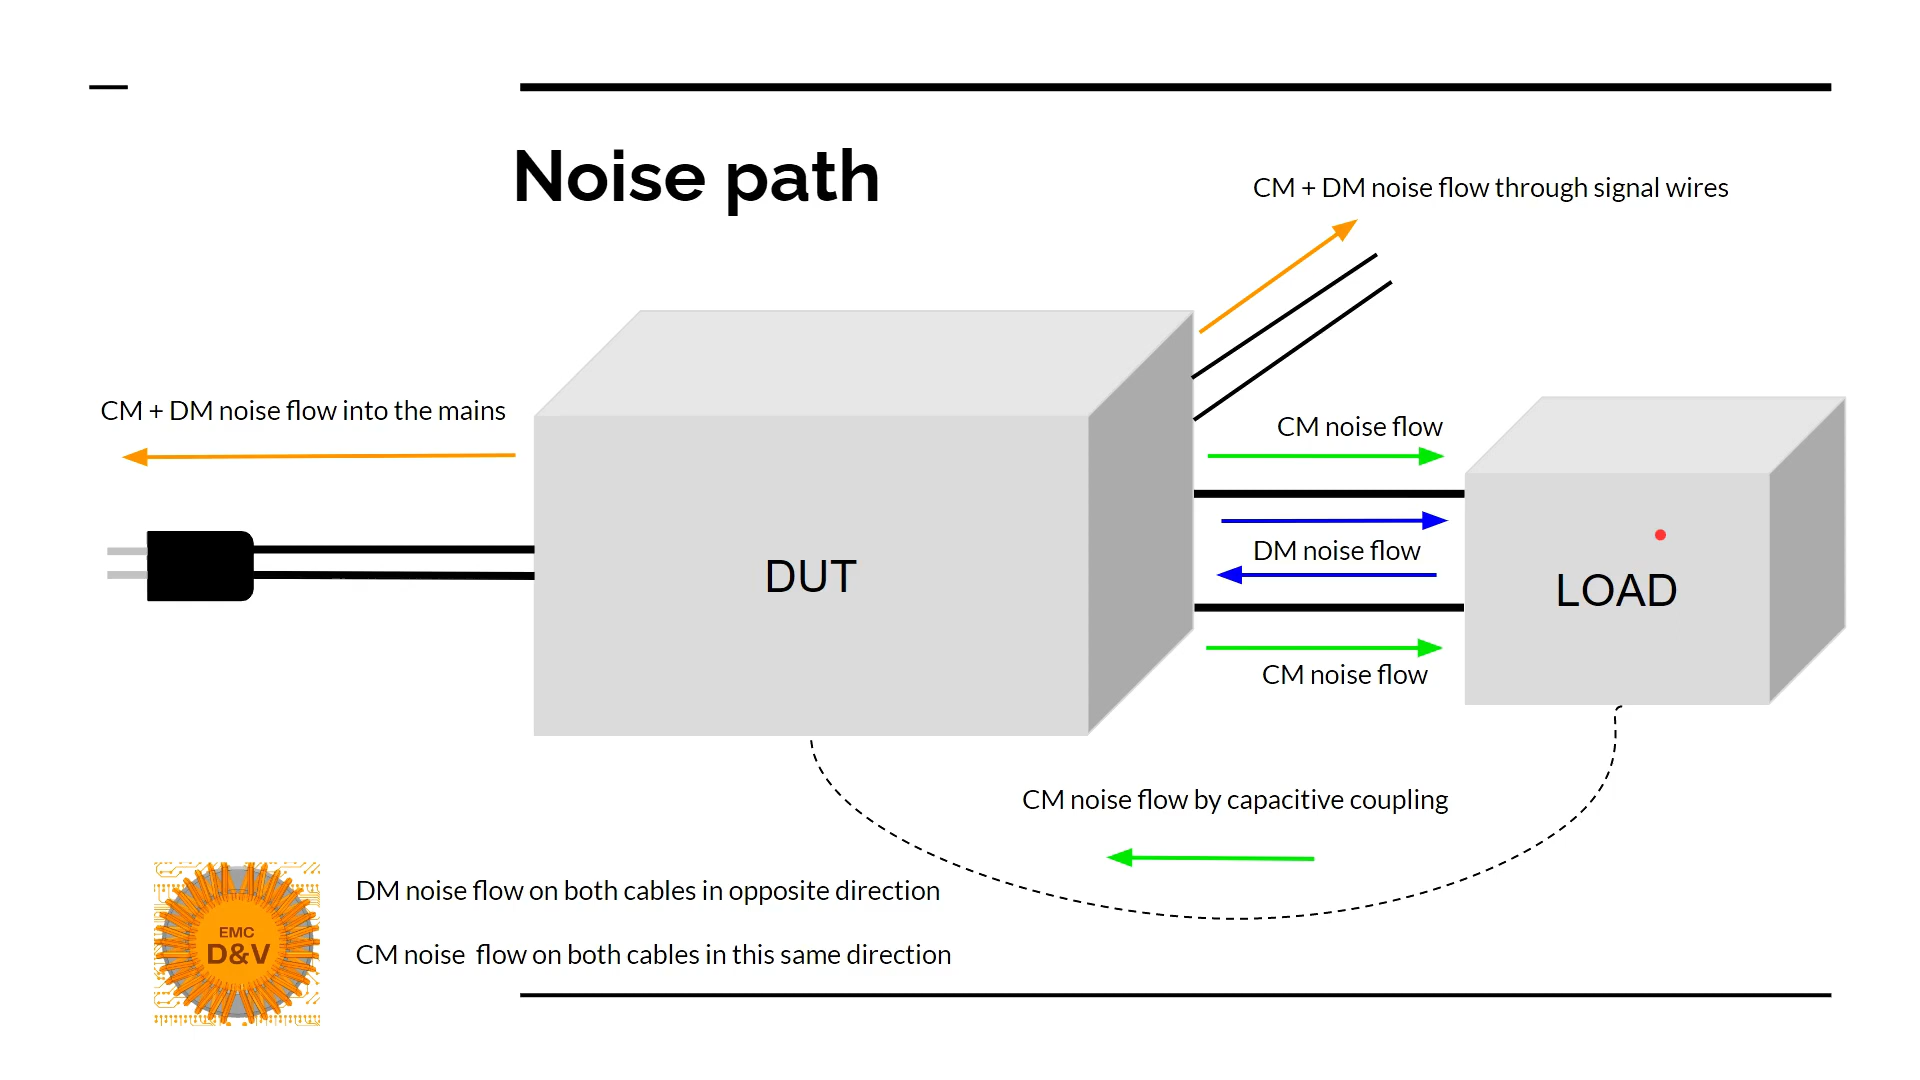 Noise path
CM + DM noise flow through signal wires
CM + DM noise flow into the mains
CM noise flow
DM noise flow
DUT
LOAD
CM noise flow
CM noise flow by capacitive coupling
DM noise flow on both cables in opposite direction
EMC
D&V
CM noise flow on both cables in this same direction